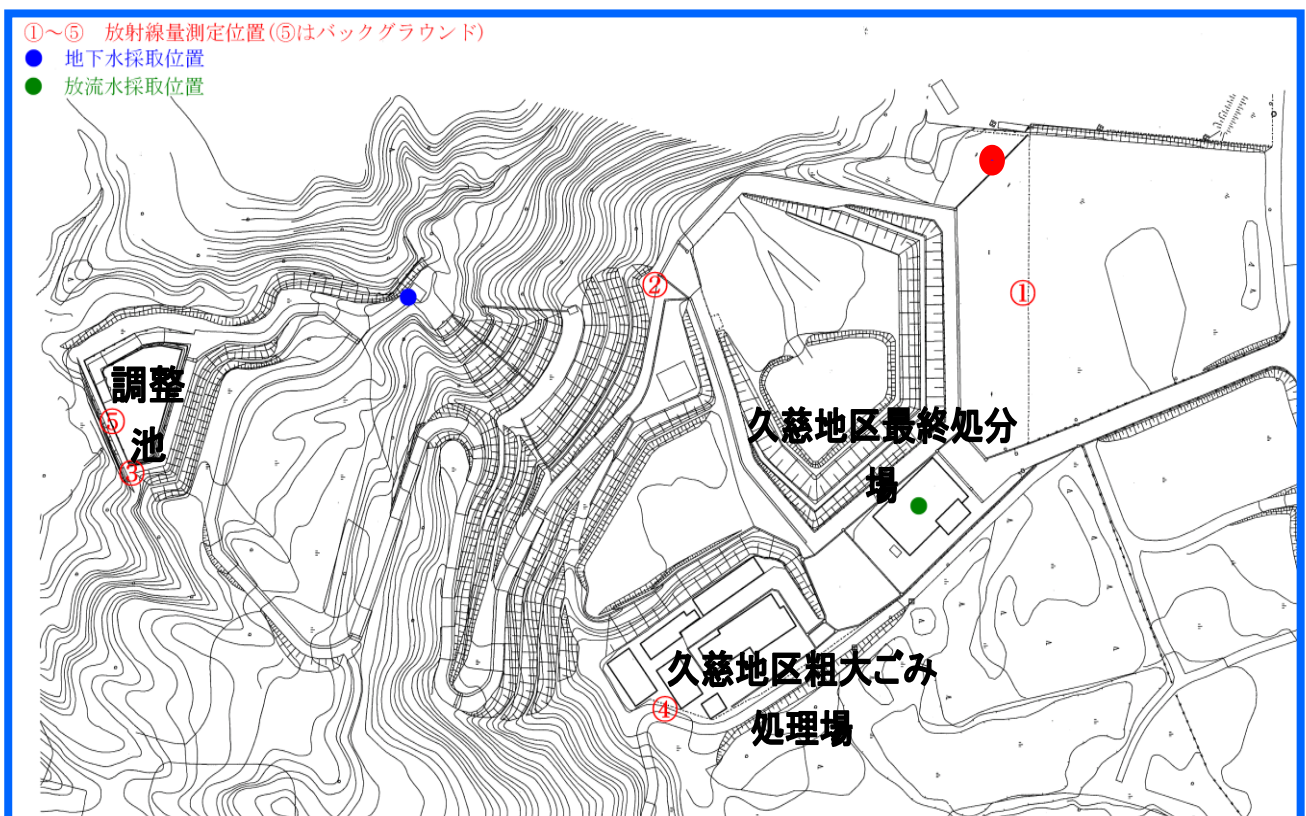 ①～⑤ 放射線量測定位置(⑤はバックグラウンド)
● 地下水採取位置
● 放流水採取位置
②
①
調整
池
⑤
③
久慈地区最終処分
場
久慈地区粗大ごみ
処理場
④